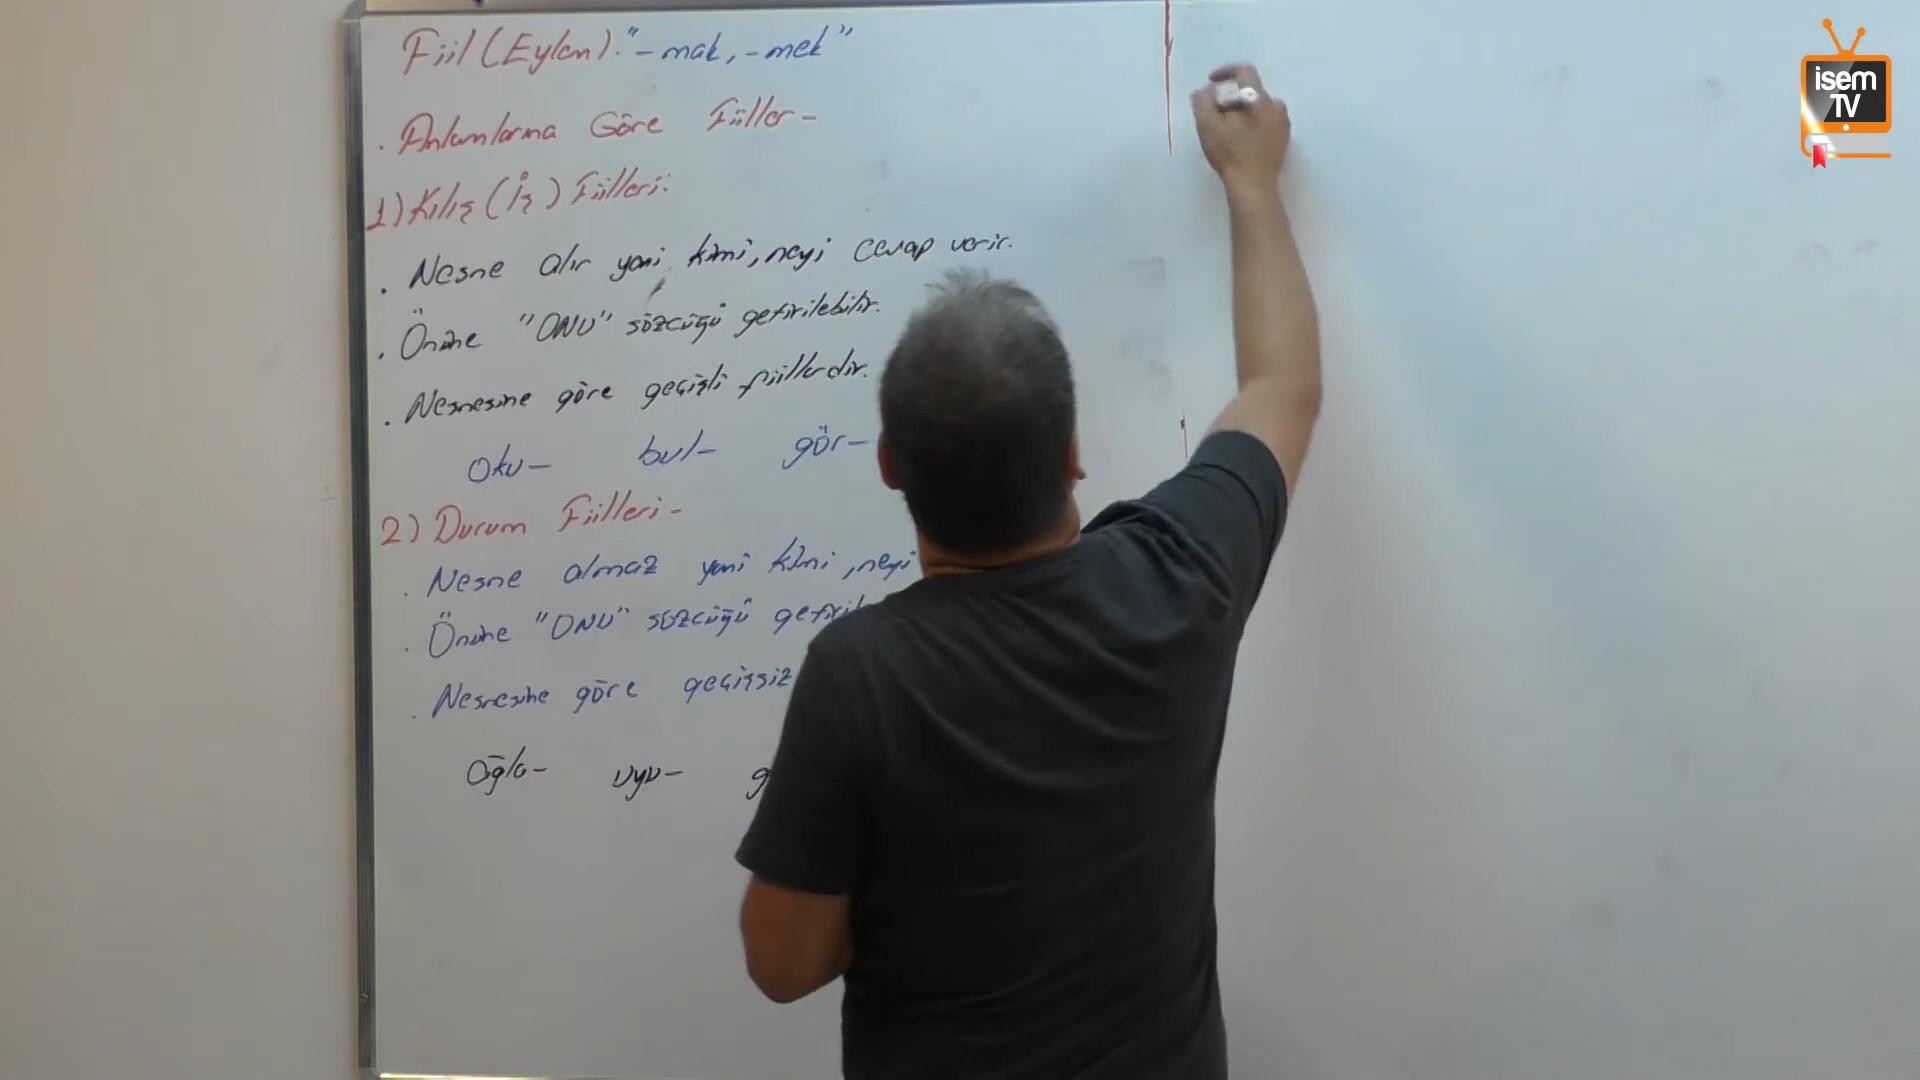 Fiil (Eylem): "-mak, -mek"
. Anlamlarına Göre Fiiller -
1) Kılış (İş) Fiilleri:
. Nesne alır yani kimi, neyi cevap verir.
. Önüne "ONU" sözcüğü getirilebilir.
. Nesnesine göre geçişli fiillerdir.
Oku- bul- gör-
2) Durum Fiilleri -
. Nesne almaz yani kimi, neyi
. Önüne "ONU" sözcüğü
. Nesnesine göre geçişsiz
Ağla- uyu-
isem
TV